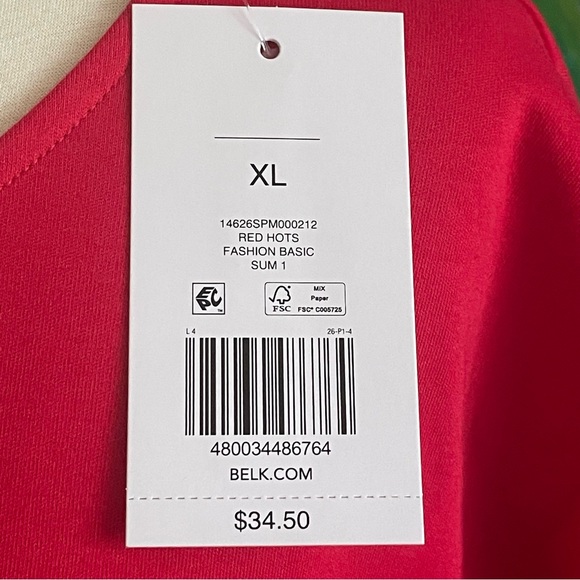 XL
14626SPM000212
RED HOTS
FASHION BASIC
SUM 1
EPC
FSC
MIX
Paper
FSC® C005725
L 4 26-P1-4
480034486764
BELK.COM
$34.50